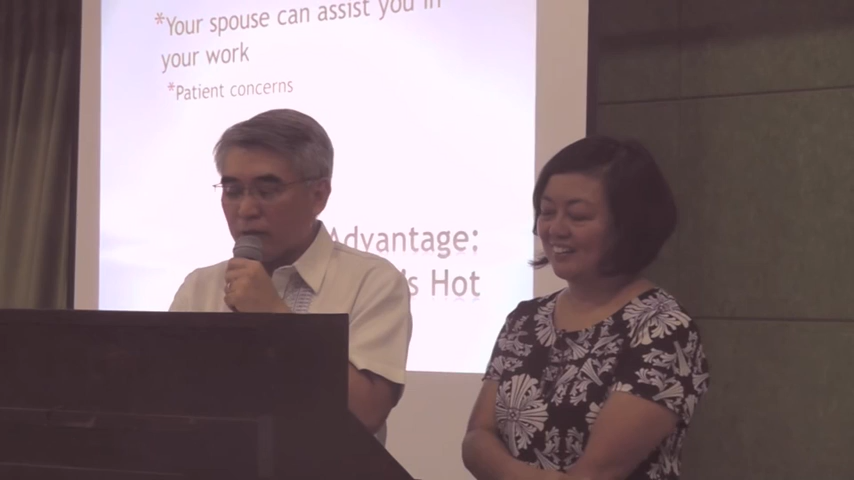 *Your spouse can assist you in
your work
*Patient concerns
Advantage:
's Hot